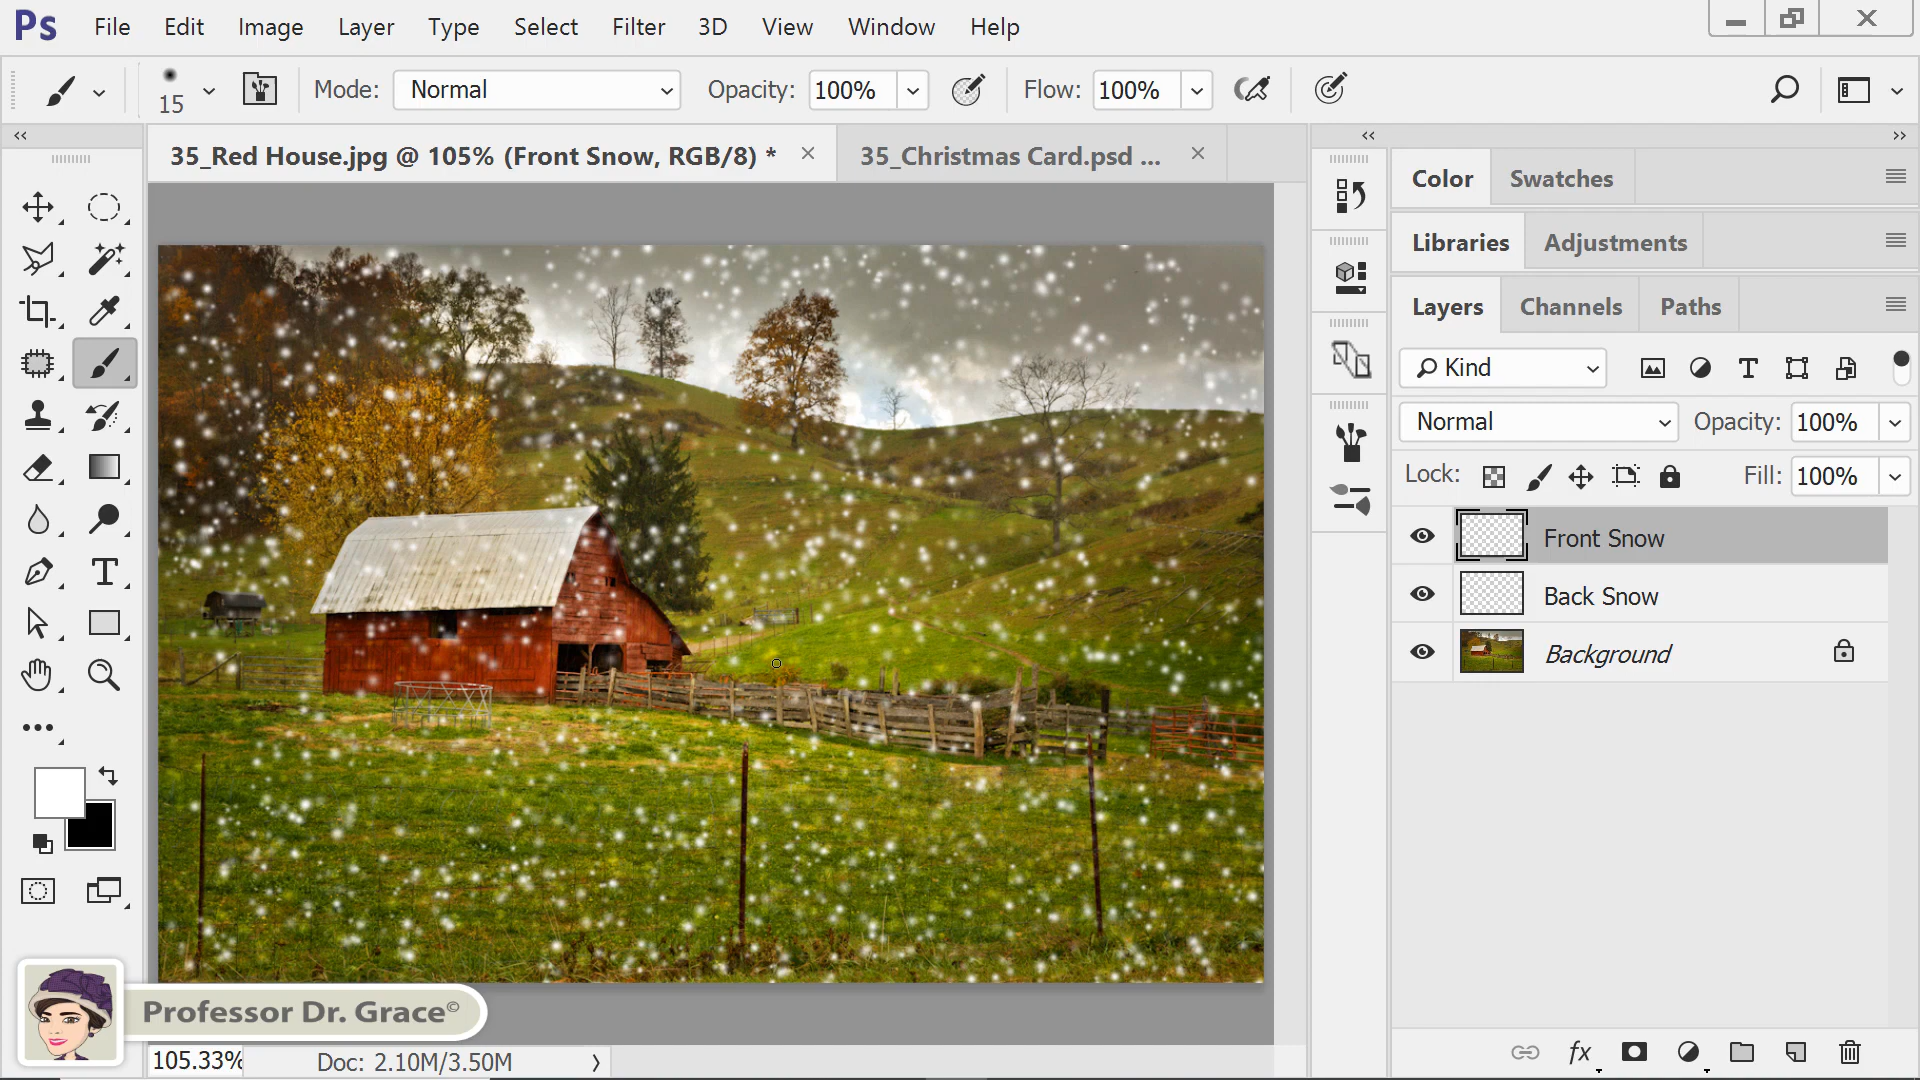 Ps File Edit Image Layer Type Select Filter 3D View Window Help
15 Mode: Normal Opacity: 100% Flow: 100%
35_Red House.jpg @ 105% (Front Snow, RGB/8) * × 35_Christmas Card.psd ... ×
Color Swatches
Libraries Adjustments
Layers Channels Paths
Kind
Normal Opacity: 100%
Lock: Fill: 100%
Front Snow
Back Snow
Background
Professor Dr. Grace©
105.33% Doc: 2.10M/3.50M
fx